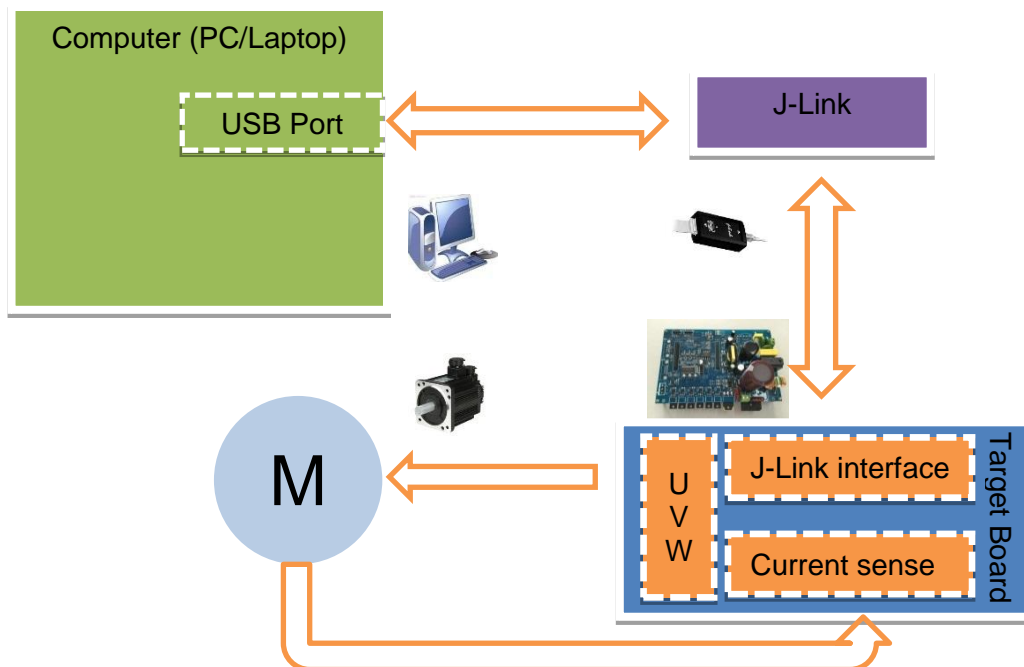 Computer (PC/Laptop)
USB Port
J-Link
M
U
V
W
J-Link interface
Current sense
Target Board